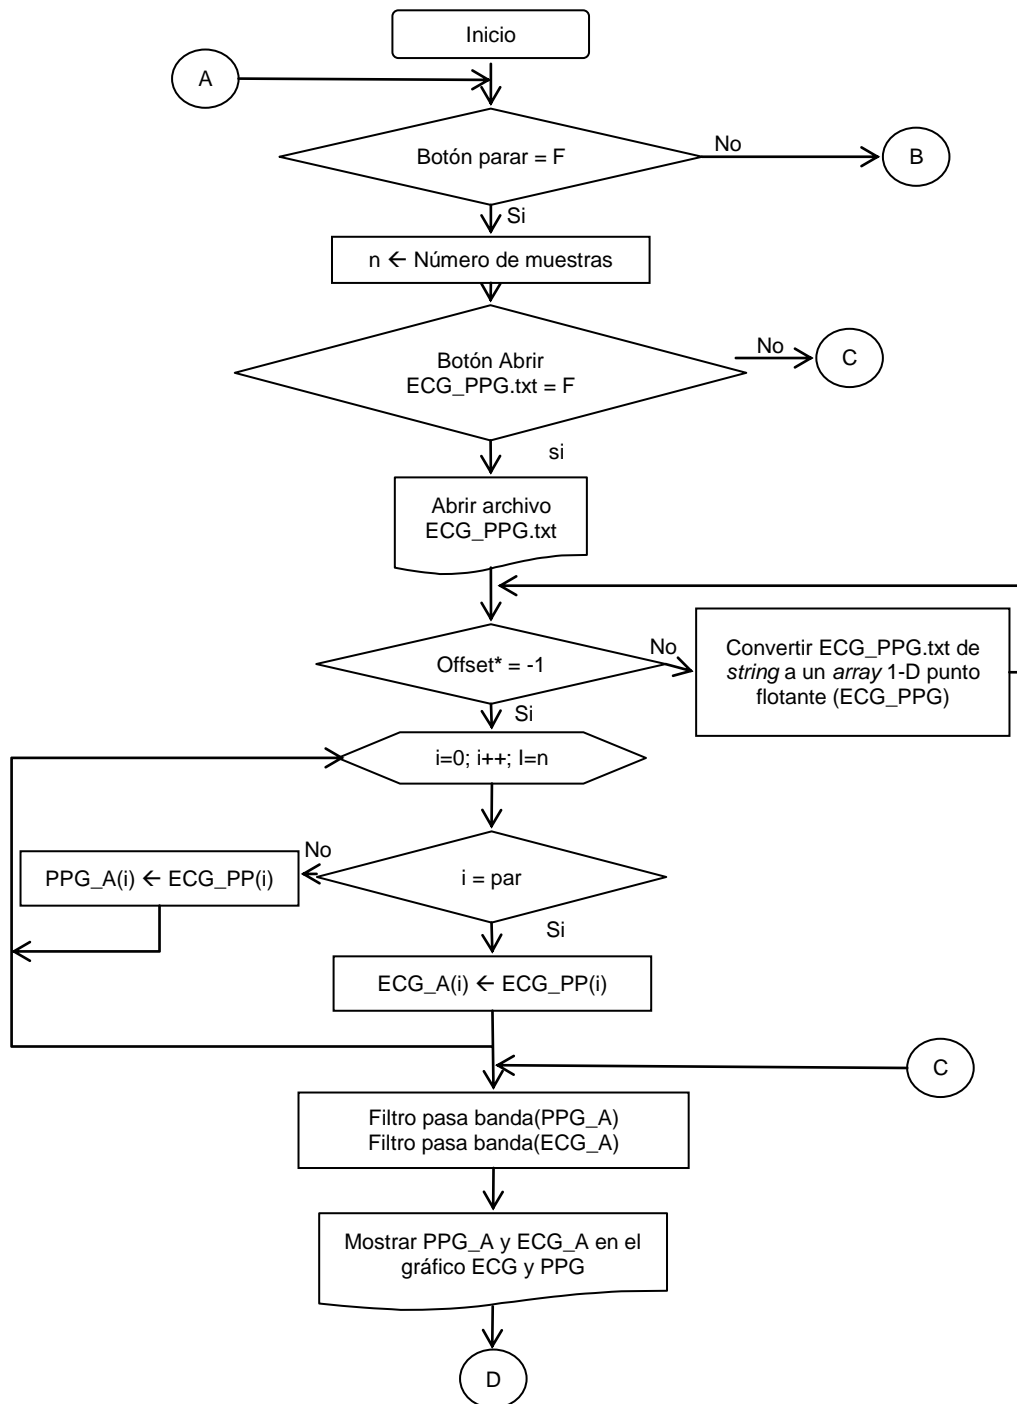 Inicio
A
Botón parar = F
No
B
Si
n ← Número de muestras
Botón Abrir
ECG_PPG.txt = F
No
C
si
Abrir archivo
ECG_PPG.txt
Offset* = -1
No
Convertir ECG_PPG.txt de
string a un array 1-D punto
flotante (ECG_PPG)
Si
i=0; i++; I=n
i = par
No
PPG_A(i) ← ECG_PP(i)
Si
ECG_A(i) ← ECG_PP(i)
C
Filtro pasa banda(PPG_A)
Filtro pasa banda(ECG_A)
Mostrar PPG_A y ECG_A en el
gráfico ECG y PPG
D